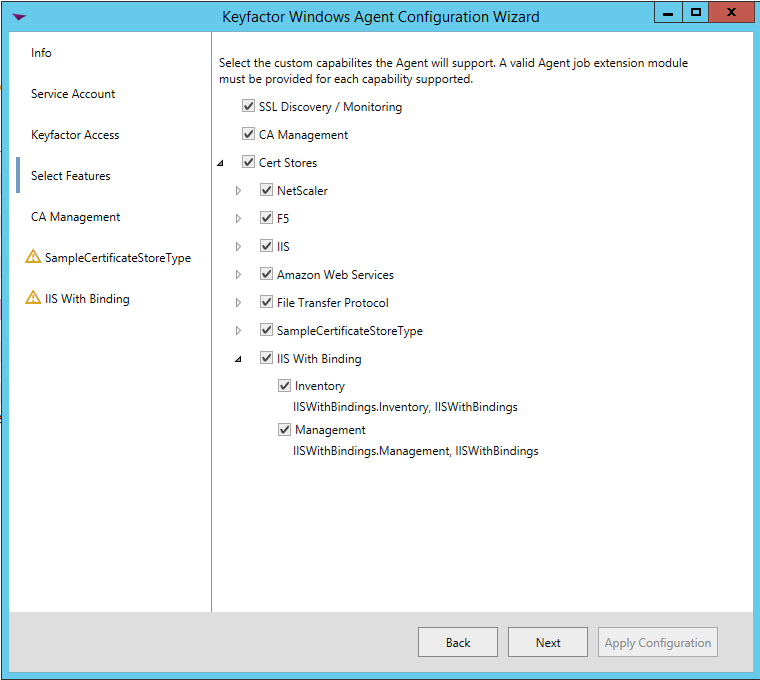 Keyfactor Windows Agent Configuration Wizard
Info
Service Account
Keyfactor Access
Select Features
CA Management
SampleCertificateStoreType
IIS With Binding
Select the custom capabilites the Agent will support. A valid Agent job extension module
must be provided for each capability supported.
SSL Discovery / Monitoring
CA Management
Cert Stores
NetScaler
F5
IIS
Amazon Web Services
File Transfer Protocol
SampleCertificateStoreType
IIS With Binding
Inventory
IISWithBindings.Inventory, IISWithBindings
Management
IISWithBindings.Management, IISWithBindings
Back
Next
Apply Configuration